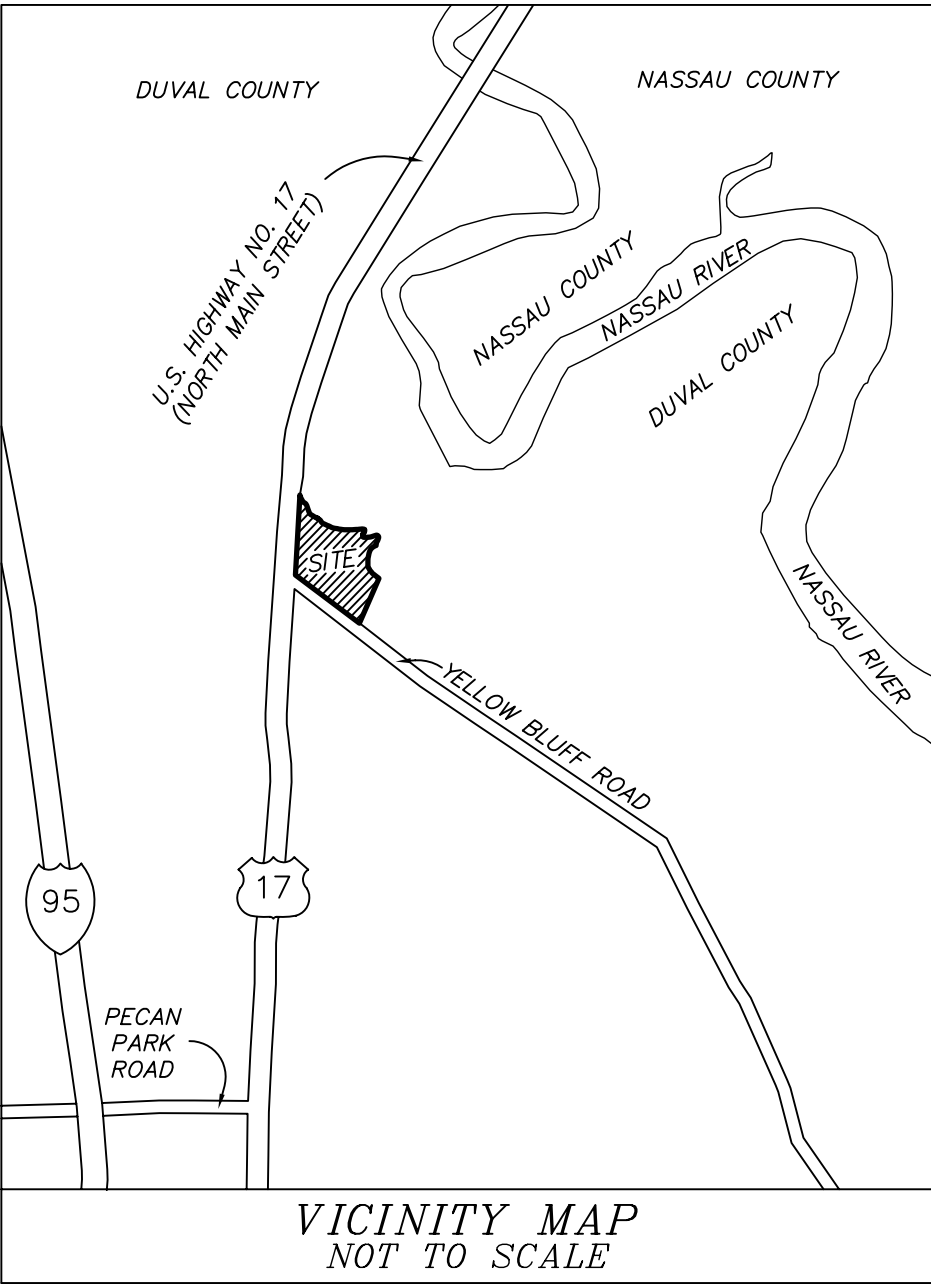 DUVAL COUNTY
NASSAU COUNTY
U.S. HIGHWAY NO. 17
(NORTH MAIN STREET)
NASSAU COUNTY
NASSAU RIVER
DUVAL COUNTY
SITE
NASSAU RIVER
YELLOW BLUFF ROAD
95
17
PECAN
PARK
ROAD
VICINITY MAP
NOT TO SCALE